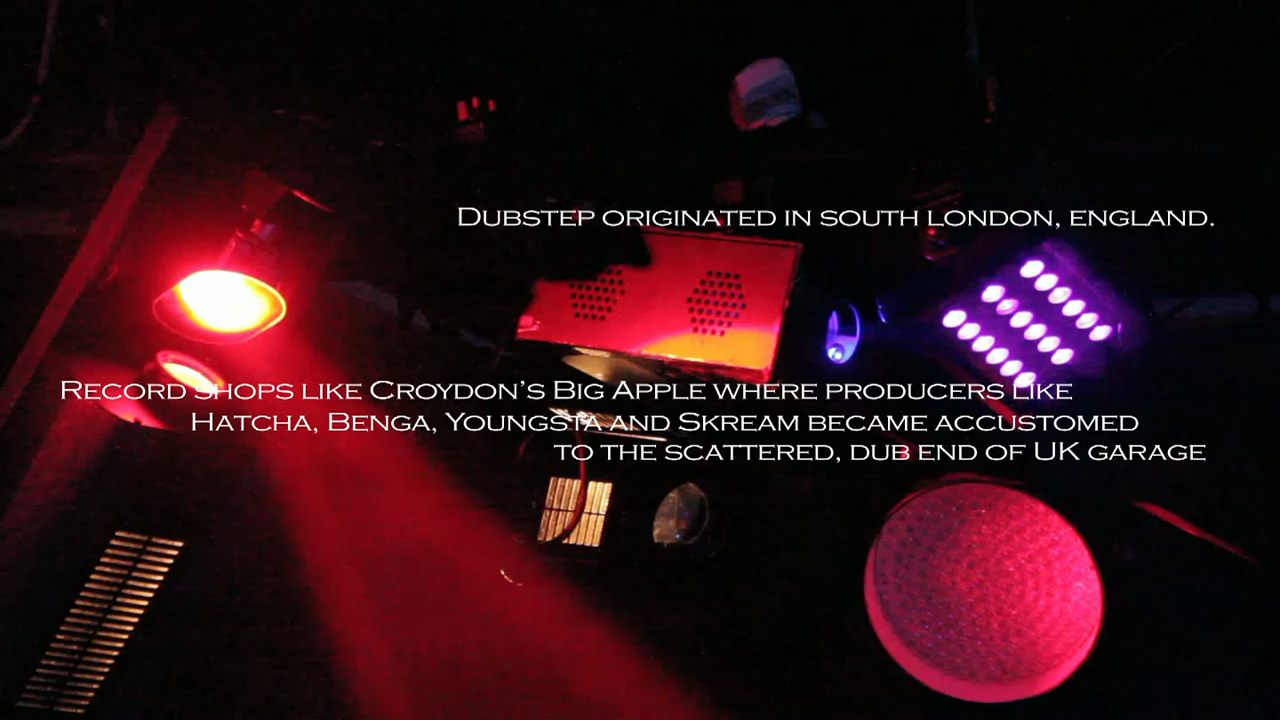 Dubstep originated in south london, england.
Record shops like Croydon's Big Apple where producers like
Hatcha, Benga, Youngsta and Skream became accustomed
to the scattered, dub end of UK garage